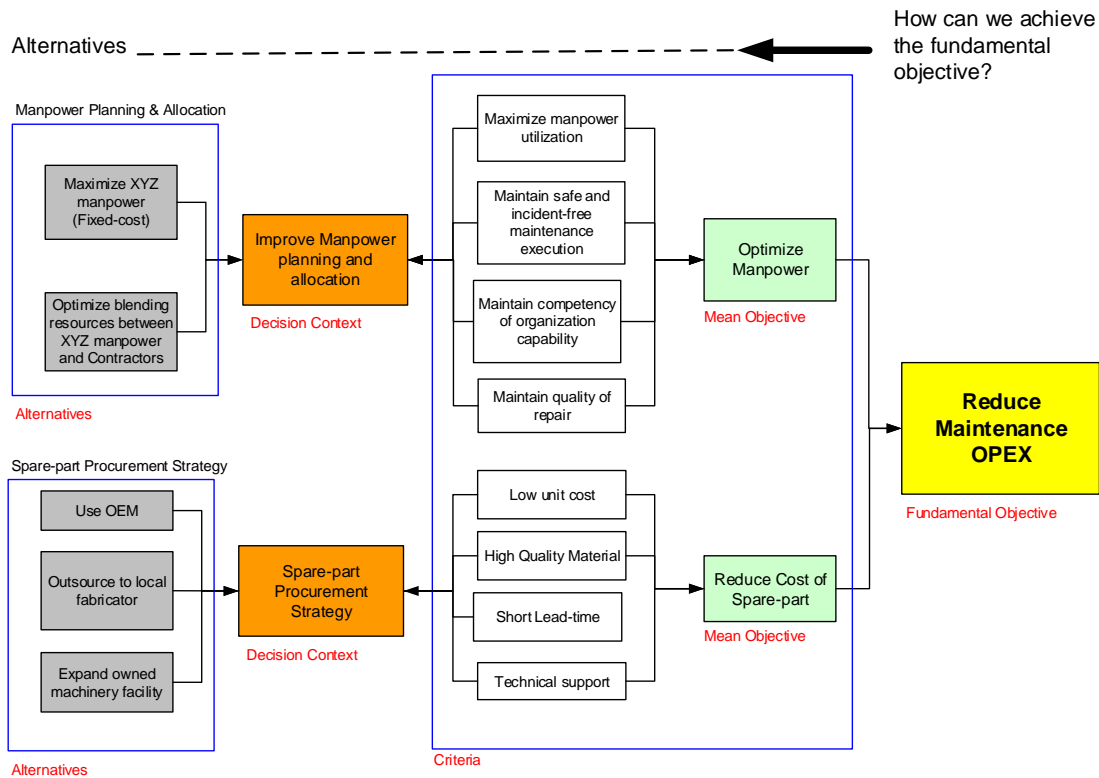 How can we achieve
the fundamental
objective?
Alternatives
Manpower Planning & Allocation
Maximize XYZ
manpower
(Fixed-cost)
Optimize blending
resources between
XYZ manpower
and Contractors
Alternatives
Improve Manpower
planning and
allocation
Decision Context
Maximize manpower
utilization
Maintain safe and
incident-free
maintenance
execution
Maintain competency
of organization
capability
Maintain quality of
repair
Optimize
Manpower
Mean Objective
Reduce
Maintenance
OPEX
Fundamental Objective
Spare-part Procurement Strategy
Use OEM
Outsource to local
fabricator
Expand owned
machinery facility
Alternatives
Spare-part
Procurement
Strategy
Decision Context
Low unit cost
High Quality Material
Short Lead-time
Technical support
Reduce Cost of
Spare-part
Mean Objective
Criteria